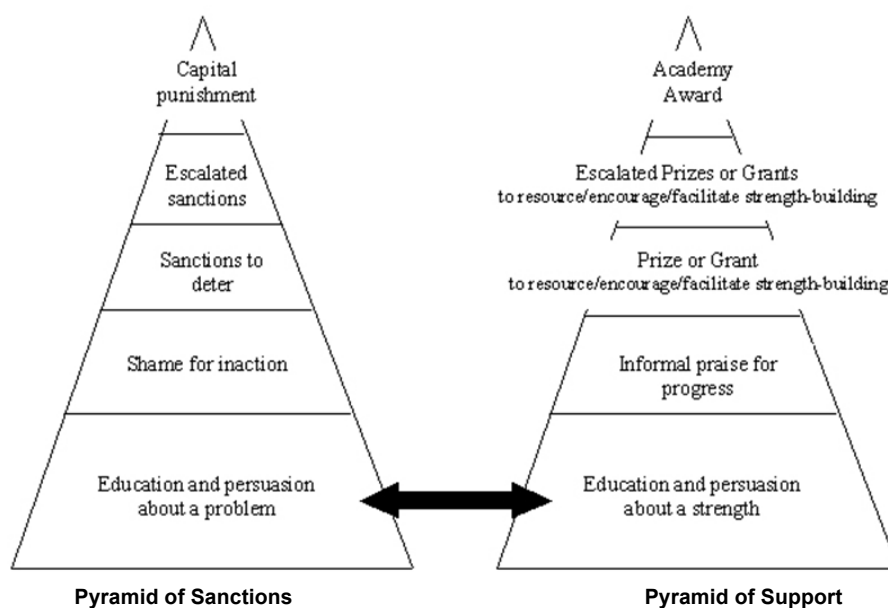 Capital
punishment
Escalated
sanctions
Sanctions to
deter
Shame for inaction
Education and persuasion
about a problem
Pyramid of Sanctions
Academy
Award
Escalated Prizes or Grants
to resource/encourage/facilitate strength-building
Prize or Grant
to resource/encourage/facilitate strength-building
Informal praise for
progress
Education and persuasion
about a strength
Pyramid of Support